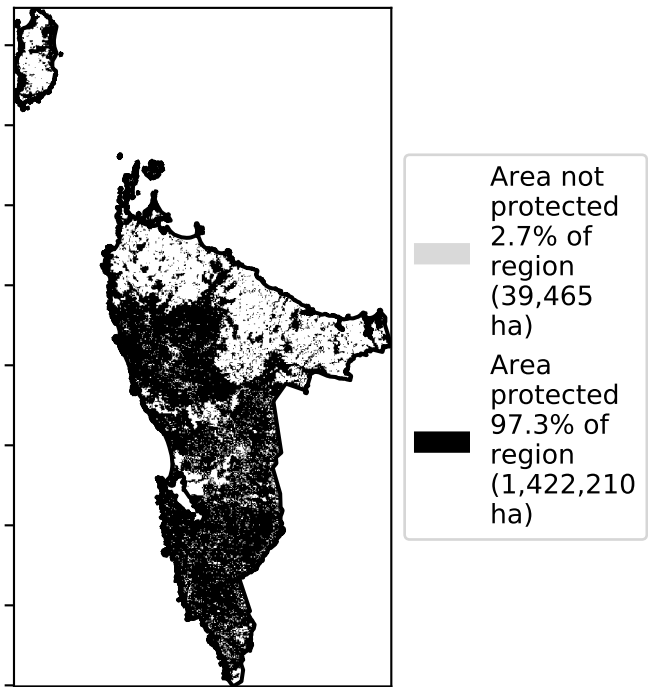 Area not
protected
2.7% of
region
(39,465
ha)
Area
protected
97.3% of
region
(1,422,210
ha)